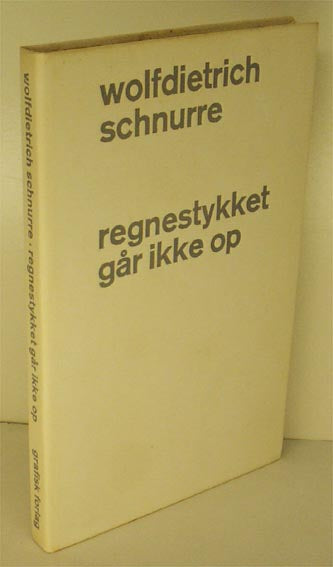 wolfdietrich
schnurre
regnestykket
går ikke op
wolfdietrich schnurre · regnestykket går ikke op
grafisk forlag